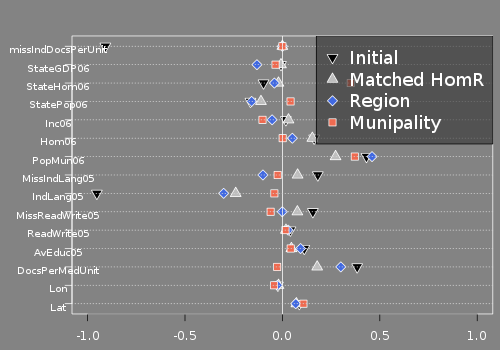 missIndDocsPerUnit
StateGDP06
StateHom06
StatePop06
Inc06
Hom06
PopMun06
MissIndLang05
IndLang05
MissReadWrite05
ReadWrite05
AvEduc05
DocsPerMedUnit
Lon
Lat
Initial
Matched HomR
Region
Munipality
-1.0 -0.5 0.0 0.5 1.0